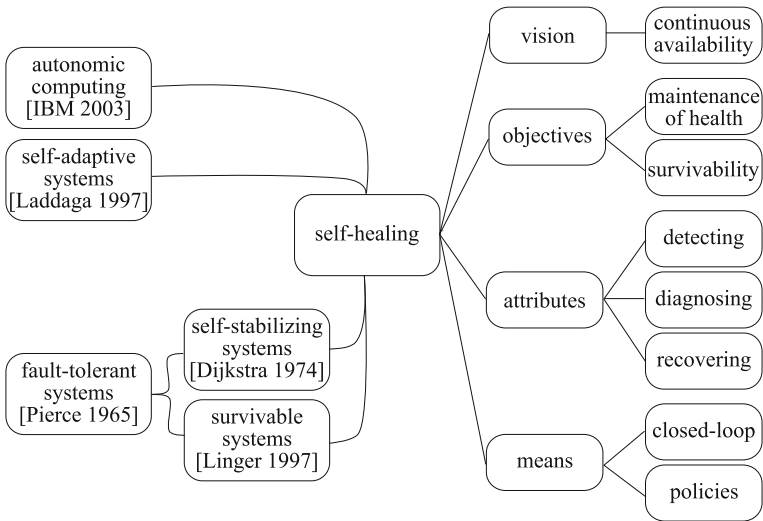 autonomic
computing
[IBM 2003]
self-adaptive
systems
[Laddaga 1997]
fault-tolerant
systems
[Pierce 1965]
self-stabilizing
systems
[Dijkstra 1974]
survivable
systems
[Linger 1997]
self-healing
vision
continuous
availability
objectives
maintenance
of health
survivability
attributes
detecting
diagnosing
recovering
means
closed-loop
policies